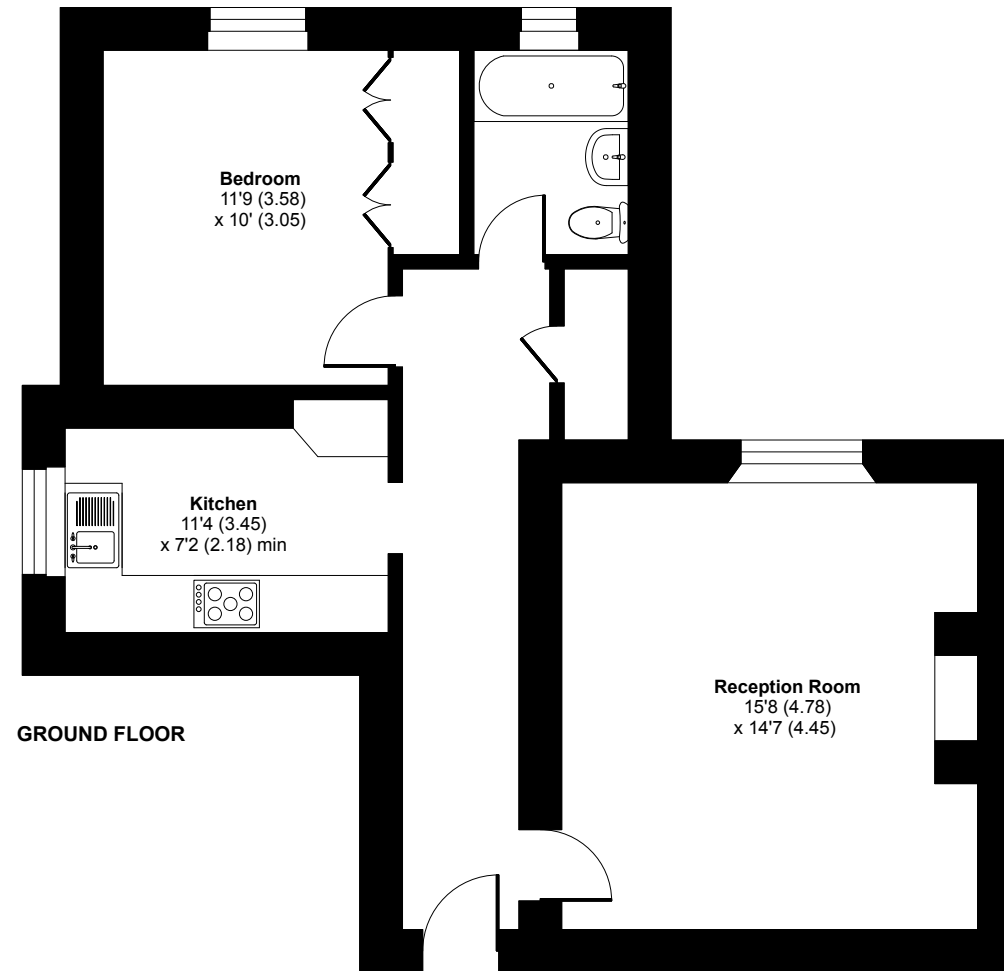 Bedroom
11'9 (3.58)
x 10' (3.05)
Kitchen
11'4 (3.45)
x 7'2 (2.18) min
Reception Room
15'8 (4.78)
x 14'7 (4.45)
GROUND FLOOR